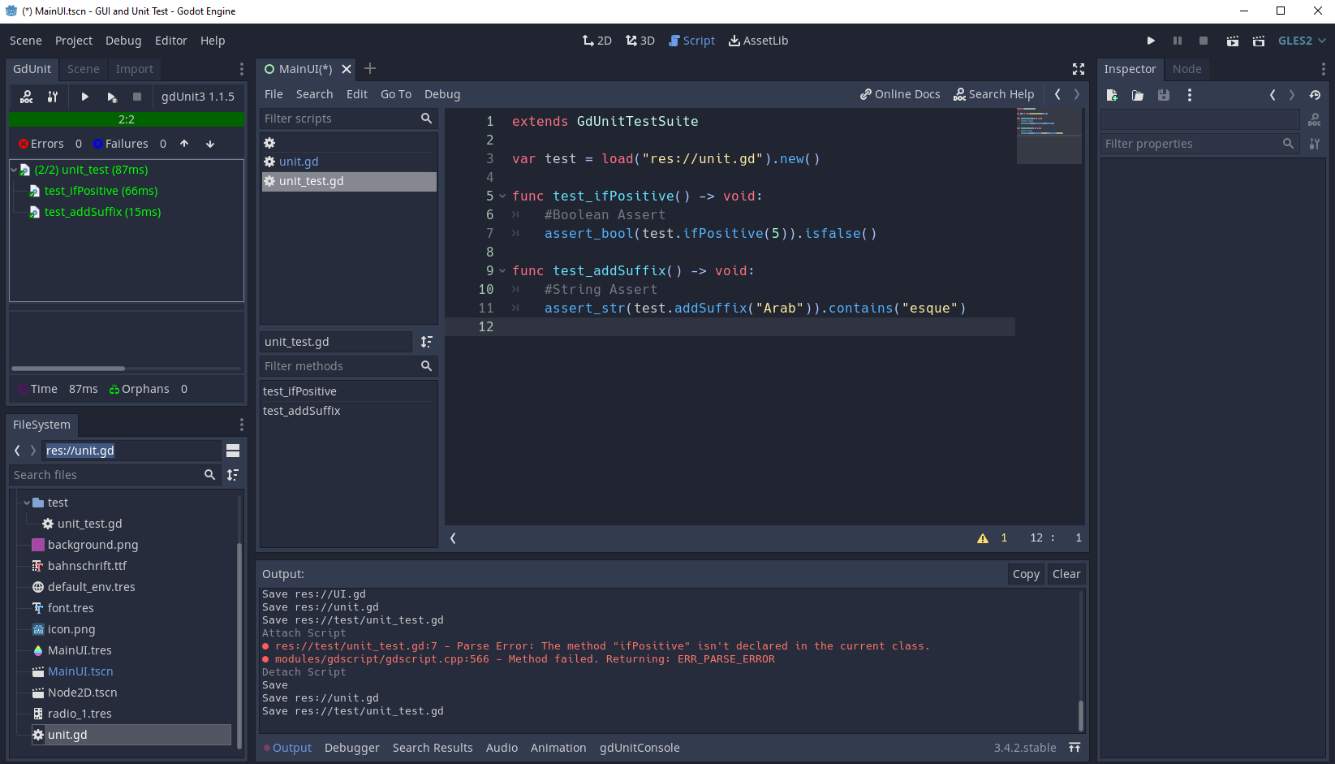 (*) MainUI.tscn - GUI and Unit Test - Godot Engine
Scene Project Debug Editor Help
2D 3D Script AssetLib
GLES2
GdUnit Scene Import
gdUnit3 1.1.5
2:2
Errors 0 Failures 0
(2/2) unit_test (87ms)
test_ifPositive (66ms)
test_addSuffix (15ms)
Time 87ms Orphans 0
FileSystem
res://unit.gd
Search files
test
unit_test.gd
background.png
bahnschrift.ttf
default_env.tres
font.tres
icon.png
MainUI.tres
MainUI.tscn
Node2D.tscn
radio_1.tres
unit.gd
MainUI(*)
File Search Edit Go To Debug
Online Docs Search Help
Filter scripts
unit.gd
unit_test.gd
unit_test.gd
Filter methods
test_ifPositive
test_addSuffix
1 extends GdUnitTestSuite
2
3 var test = load("res://unit.gd").new()
4
5 func test_ifPositive() -> void:
6 #Boolean Assert
7 assert_bool(test.ifPositive(5)).isfalse()
8
9 func test_addSuffix() -> void:
10 #String Assert
11 assert_str(test.addSuffix("Arab")).contains("esque")
12
1 12 : 1
Output:
Copy Clear
Save res://UI.gd
Save res://unit.gd
Save res://test/unit_test.gd
Attach Script
res://test/unit_test.gd:7 - Parse Error: The method "ifPositive" isn't declared in the current class.
modules/gdscript/gdscript.cpp:566 - Method failed. Returning: ERR_PARSE_ERROR
Detach Script
Save
Save res://unit.gd
Save res://test/unit_test.gd
Output Debugger Search Results Audio Animation gdUnitConsole
3.4.2.stable
Inspector Node
Filter properties